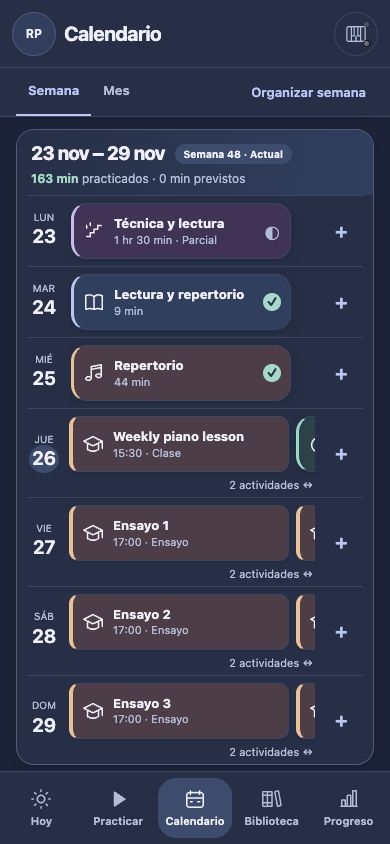 RP
Calendario
Semana
Mes
Organizar semana
23 nov – 29 nov
Semana 48 · Actual
163 min practicados · 0 min previstos
LUN
23
Técnica y lectura
1 hr 30 min · Parcial
+
MAR
24
Lectura y repertorio
9 min
+
MIÉ
25
Repertorio
44 min
+
JUE
26
Weekly piano lesson
15:30 · Clase
+
2 actividades ⇔
VIE
27
Ensayo 1
17:00 · Ensayo
+
2 actividades ⇔
SÁB
28
Ensayo 2
17:00 · Ensayo
+
2 actividades ⇔
DOM
29
Ensayo 3
17:00 · Ensayo
+
2 actividades ⇔
Hoy
Practicar
Calendario
Biblioteca
Progreso